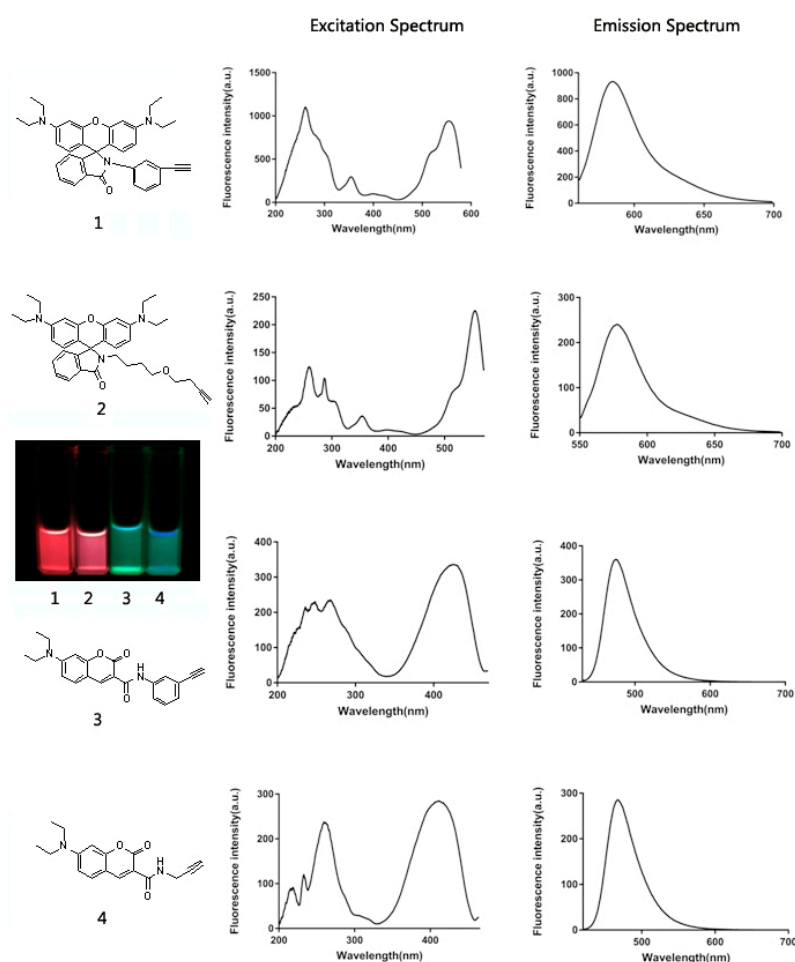 Excitation Spectrum
Emission Spectrum
N
O
N
N
O
1
Fluorescence intensity(a.u.)
1500
1000
500
0
200 300 400 500 600
Wavelength(nm)
Fluorescence intensity(a.u.)
1000
800
600
400
200
0
600 650 700
Wavelength(nm)
N
O
N
N
O
O
2
Fluorescence intensity(a.u.)
250
200
150
100
50
0
200 300 400 500
Wavelength(nm)
Fluorescence intensity(a.u.)
300
200
100
0
550 600 650 700
Wavelength(nm)
1 2 3 4
N
O
O
H
N
O
3
Fluorescence intensity(a.u.)
400
300
200
100
0
200 300 400
Wavelength(nm)
Fluorescence intensity(a.u.)
400
300
200
100
0
500 600 700
Wavelength(nm)
N
O
O
H
N
O
4
Fluorescence intensity(a.u.)
300
200
100
0
200 300 400
Wavelength(nm)
Fluorescence intensity(a.u.)
300
200
100
0
500 600 700
Wavelength(nm)